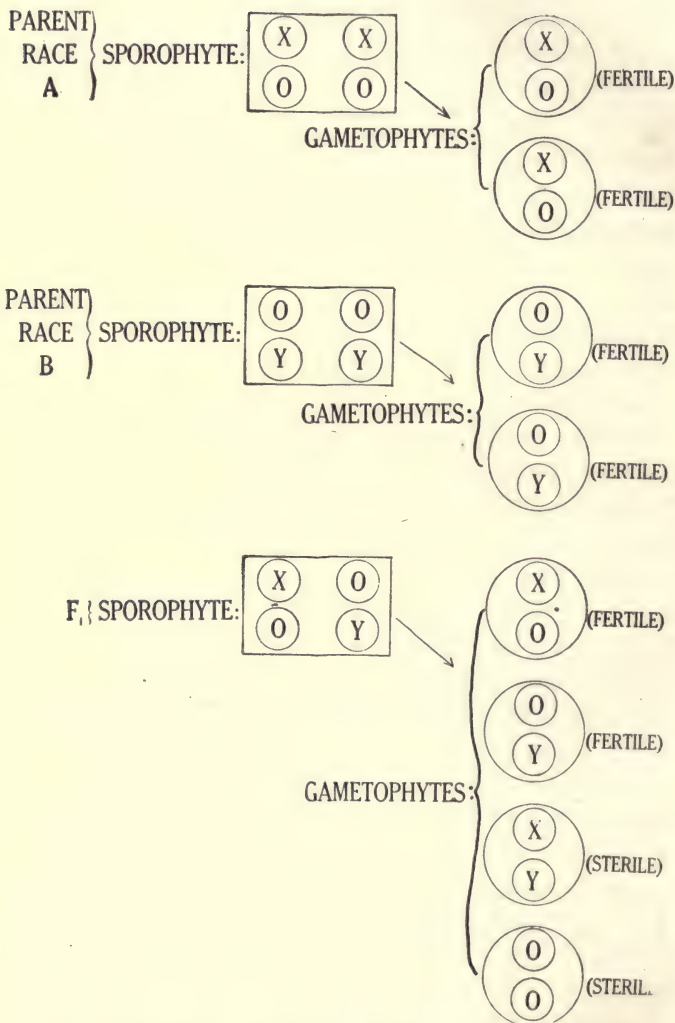 PARENT
RACE
A
SPOROPHYTE:
X X
O O
GAMETOPHYTES:
X
O
(FERTILE)
X
O
(FERTILE)
PARENT
RACE
B
SPOROPHYTE:
O O
Y Y
GAMETOPHYTES:
O
Y
(FERTILE)
O
Y
(FERTILE)
F₁ SPOROPHYTE:
X O
O Y
GAMETOPHYTES:
X
O
(FERTILE)
O
Y
(FERTILE)
X
Y
(STERILE)
O
O
(STERIL.